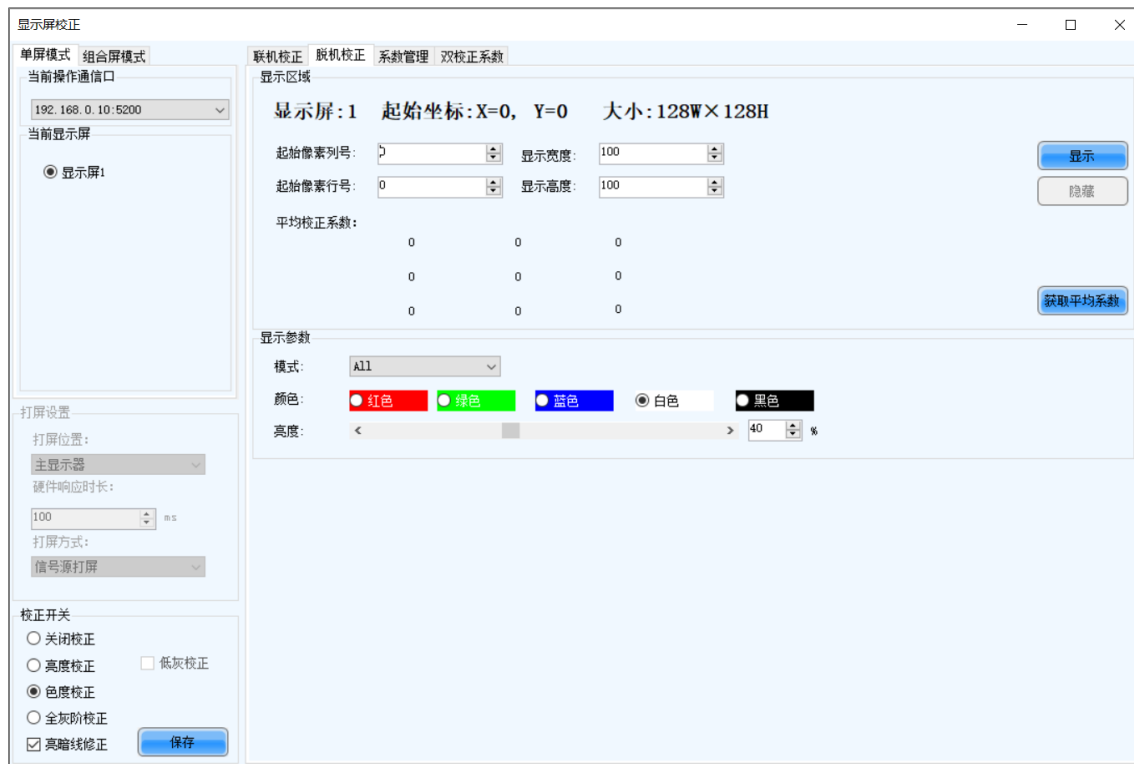 显示屏校正
单屏模式 组合屏模式
当前操作通信口
192.168.0.10:5200
当前显示屏
显示屏1
打屏设置
打屏位置:
主显示器
硬件响应时长:
100 ms
打屏方式:
信号源打屏
校正开关
关闭校正
亮度校正 低灰校正
色度校正
全灰阶校正
亮暗线修正 保存
联机校正 脱机校正 系数管理 双校正系数
显示区域
显示屏:1 起始坐标:X=0, Y=0 大小:128W×128H
起始像素列号: 显示宽度: 100 显示
起始像素行号: 0 显示高度: 100 隐藏
平均校正系数:
0 0 0
0 0 0
0 0 0
获取平均系数
显示参数
模式: All
颜色: 红色 绿色 蓝色 白色 黑色
亮度: 40 %